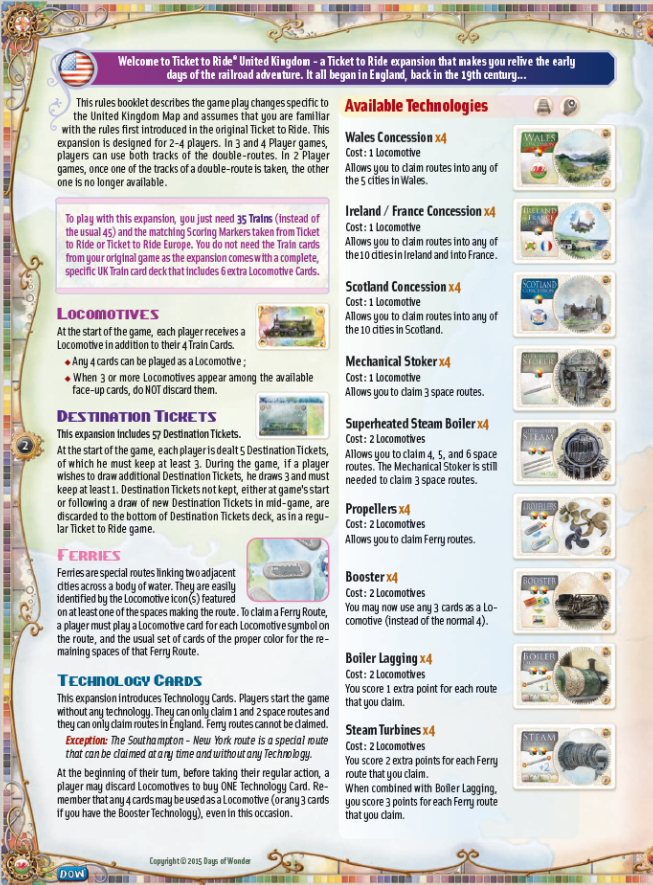 Welcome to Ticket to Ride® United Kingdom - a Ticket to Ride expansion that makes you relive the early
days of the railroad adventure. It all began in England, back in the 19th century...
This rules booklet describes the game play changes specific to
the United Kingdom Map and assumes that you are familiar
with the rules first introduced in the original Ticket to Ride. This
expansion is designed for 2-4 players. In 3 and 4 Player games,
players can use both tracks of the double-routes. In 2 Player
games, once one of the tracks of a double-route is taken, the other
one is no longer available.
To play with this expansion, you just need 35 Trains (instead of
the usual 45) and the matching Scoring Markers taken from Ticket
to Ride or Ticket to Ride Europe. You do not need the Train cards
from your original game as the expansion comes with a complete,
specific UK Train card deck that includes 6 extra Locomotive Cards.
LOCOMOTIVES
At the start of the game, each player receives a
Locomotive in addition to their 4 Train Cards.
◆ Any 4 cards can be played as a Locomotive ;
◆ When 3 or more Locomotives appear among the available
face-up cards, do NOT discard them.
DESTINATION TICKETS
This expansion includes 57 Destination Tickets.
At the start of the game, each player is dealt 5 Destination Tickets,
of which he must keep at least 3. During the game, if a player
wishes to draw additional Destination Tickets, he draws 3 and must
keep at least 1. Destination Tickets not kept, either at game's start
or following a draw of new Destination Tickets in mid-game, are
discarded to the bottom of Destination Tickets deck, as in a regu-
lar Ticket to Ride game.
FERRIES
Ferries are special routes linking two adjacent
cities across a body of water. They are easily
identified by the Locomotive icon(s) featured
on at least one of the spaces making the route. To claim a Ferry Route,
a player must play a Locomotive card for each Locomotive symbol on
the route, and the usual set of cards of the proper color for the re-
maining spaces of that Ferry Route.
TECHNOLOGY CARDS
This expansion introduces Technology Cards. Players start the game
without any technology. They can only claim 1 and 2 space routes and
they can only claim routes in England. Ferry routes cannot be claimed.
Exception: The Southampton - New York route is a special route
that can be claimed at any time and without any Technology.
At the beginning of their turn, before taking their regular action, a
player may discard Locomotives to buy ONE Technology Card. Re-
member that any 4 cards may be used as a Locomotive (or any 3 cards
if you have the Booster Technology), even in this occasion.
Available Technologies
Wales Concession x4
Cost: 1 Locomotive
Allows you to claim routes into any of
the 5 cities in Wales.
WALES
CONCESSION
Ireland / France Concession x4
Cost: 1 Locomotive
Allows you to claim routes into any of
the 10 cities in Ireland and into France.
IRELAND
FRANCE
Scotland Concession x4
Cost: 1 Locomotive
Allows you to claim routes into any of
the 10 cities in Scotland.
SCOTLAND
CONCESSION
Mechanical Stoker x4
Cost: 1 Locomotive
Allows you to claim 3 space routes.
MECHANICAL
STOKER
Superheated Steam Boiler x4
Cost: 2 Locomotives
Allows you to claim 4, 5, and 6 space
routes. The Mechanical Stoker is still
needed to claim 3 space routes.
STEAM
Propellers x4
Cost: 2 Locomotives
Allows you to claim Ferry routes.
PROPELLERS
Booster x4
Cost: 2 Locomotives
You may now use any 3 cards as a Lo-
comotive (instead of the normal 4).
BOOSTER
Boiler Lagging x4
Cost: 2 Locomotives
You score 1 extra point for each route
that you claim.
BOILER
+1
Steam Turbines x4
Cost: 2 Locomotives
You score 2 extra points for each Ferry
route that you claim.
When combined with Boiler Lagging,
you score 3 points for each Ferry route
that you claim.
STEAM
+2
2
DOW
Copyright © 2015 Days of Wonder